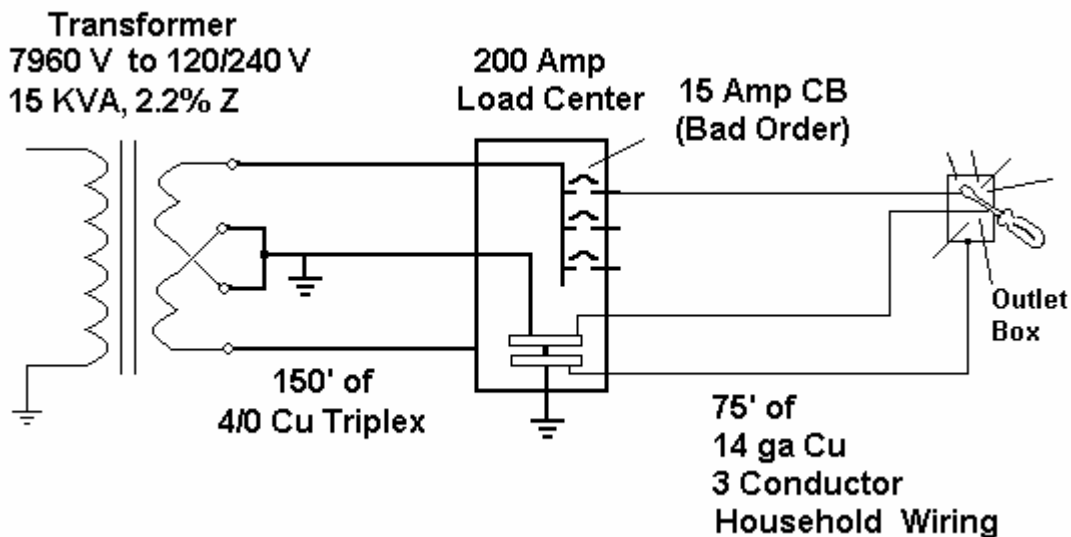 Transformer
7960 V to 120/240 V
15 KVA, 2.2% Z
200 Amp
Load Center
15 Amp CB
(Bad Order)
Outlet
Box
150' of
4/0 Cu Triplex
75' of
14 ga Cu
3 Conductor
Household Wiring